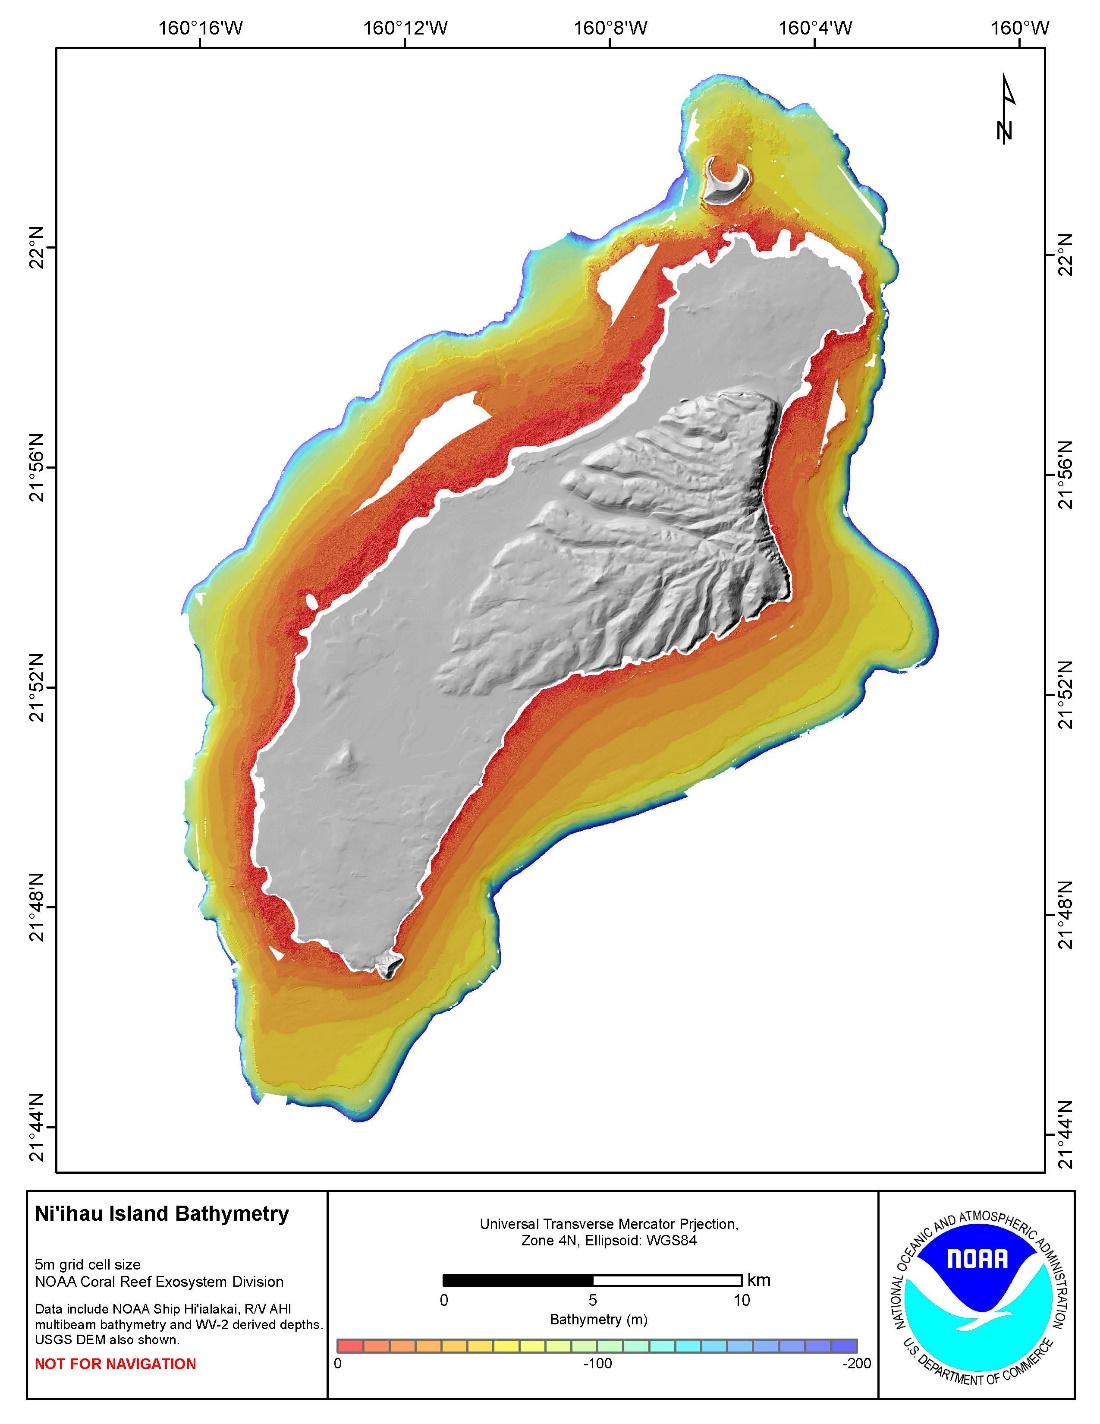 160°16'W 160°12'W 160°8'W 160°4'W 160°W
N
22°N 22°N
21°56'N 21°56'N
21°52'N 21°52'N
21°48'N 21°48'N
21°44'N 21°44'N
Ni'ihau Island Bathymetry
5m grid cell size
NOAA Coral Reef Exosystem Division
Data include NOAA Ship Hi'ialakai, R/V AHI
multibeam bathymetry and WV-2 derived depths.
USGS DEM also shown.
NOT FOR NAVIGATION
Universal Transverse Mercator Prjection,
Zone 4N, Ellipsoid: WGS84
km
0 5 10
Bathymetry (m)
0 -100 -200
NATIONAL OCEANIC AND ATMOSPHERIC ADMINISTRATION
NOAA
U.S. DEPARTMENT OF COMMERCE